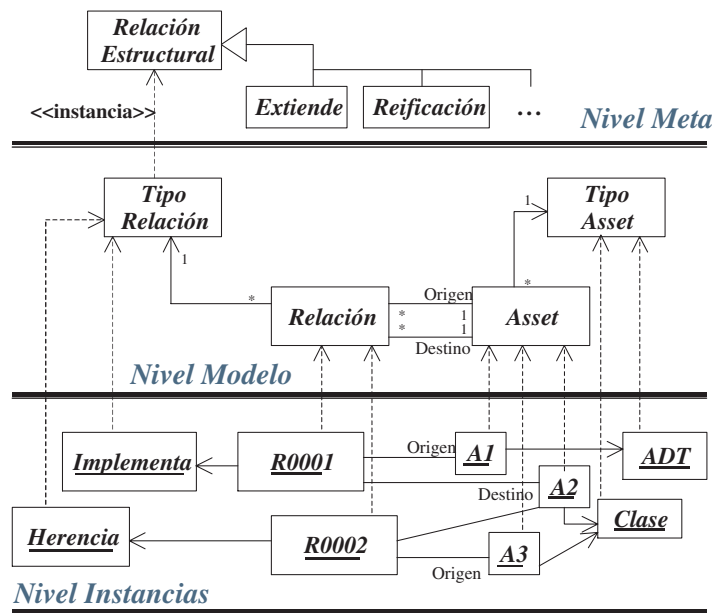 Relación
Estructural
<<instancia>>
Extiende
Reificación
...
Nivel Meta
Tipo
Relación
Tipo
Asset
1
1
*
*
Relación
Origen
*
1
*
1
Destino
Asset
Nivel Modelo
Implementa
R0001
Origen
A1
ADT
Destino
A2
Herencia
R0002
Origen
A3
Clase
Nivel Instancias